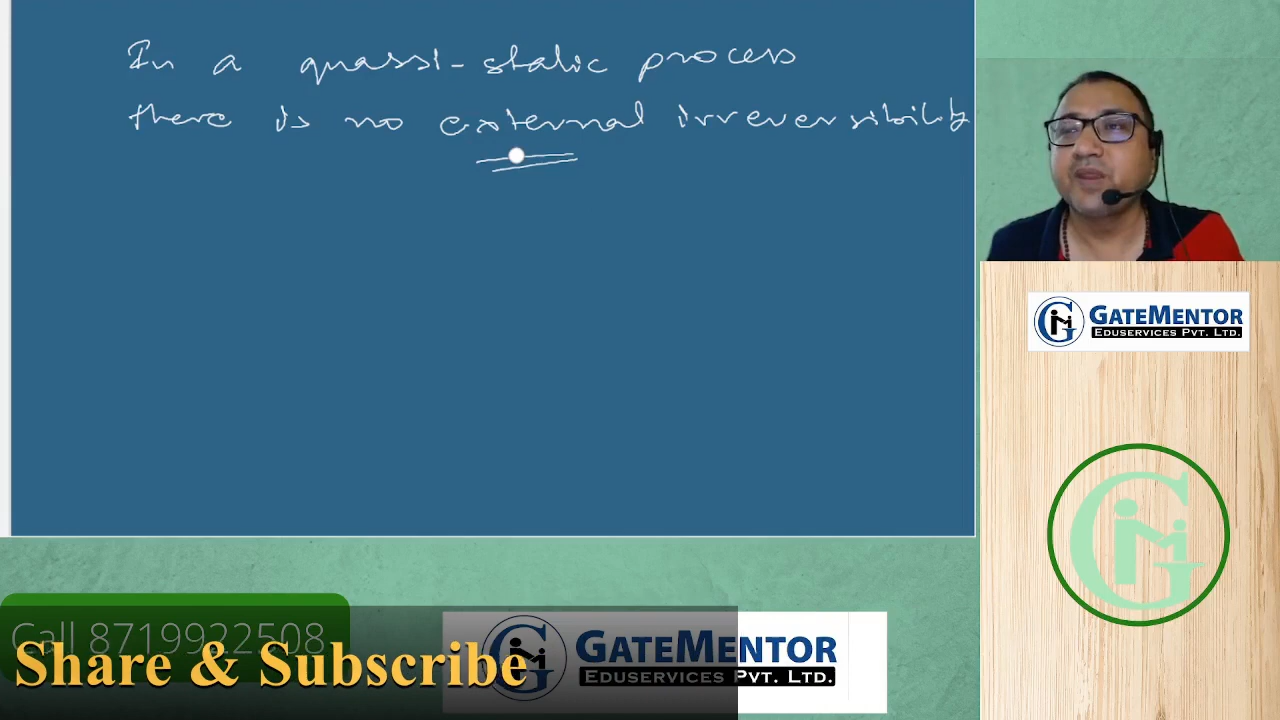 In a quassi-static process
there is no external irreversibility
GATEMENTOR
EDUSERVICES PVT. LTD.
Call 8719922508
Share & Subscribe
GATEMENTOR
EDUSERVICES PVT. LTD.